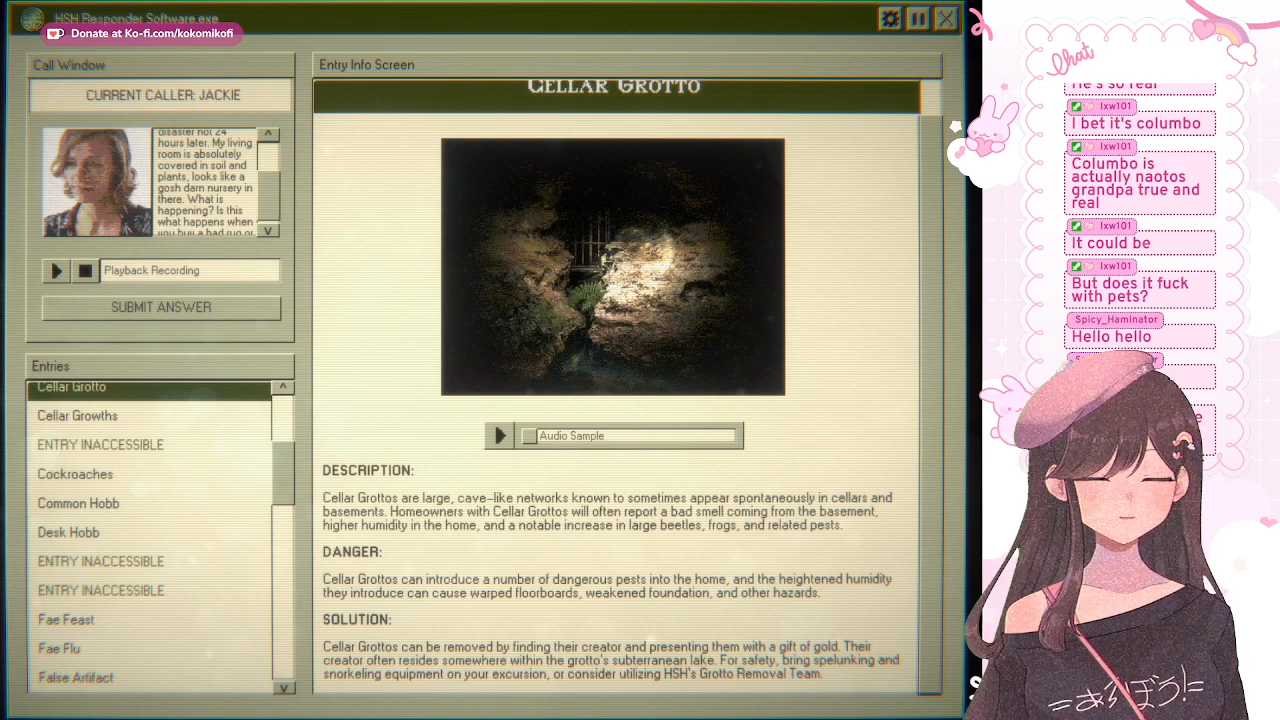 HSH Responder Software.exe
Donate at Ko-fi.com/kokomikofi
Call Window
CURRENT CALLER: JACKIE
disaster not 24
hours later. My living
room is absolutely
covered in soil and
plants, looks like a
gosh darn nursery in
there. What is
happening? Is this
what happens when
you buy a bad rug or
Playback Recording
SUBMIT ANSWER
Entries
Cellar Grotto
Cellar Growths
ENTRY INACCESSIBLE
Cockroaches
Common Hobb
Desk Hobb
ENTRY INACCESSIBLE
ENTRY INACCESSIBLE
Fae Feast
Fae Flu
False Artifact
Entry Info Screen
CELLAR GROTTO
Audio Sample
DESCRIPTION:
Cellar Grottos are large, cave-like networks known to sometimes appear spontaneously in cellars and
basements. Homeowners with Cellar Grottos will often report a bad smell coming from the basement,
higher humidity in the home, and a notable increase in large beetles, frogs, and related pests.
DANGER:
Cellar Grottos can introduce a number of dangerous pests into the home, and the heightened humidity
they introduce can cause warped floorboards, weakened foundation, and other hazards.
SOLUTION:
Cellar Grottos can be removed by finding their creator and presenting them with a gift of gold. Their
creator often resides somewhere within the grotto's subterranean lake. For safety, bring spelunking and
snorkeling equipment on your excursion, or consider utilizing HSH's Grotto Removal Team.
Chat
He's so real
lxw101
I bet it's columbo
lxw101
Columbo is
actually naotos
grandpa true and
real
lxw101
It could be
lxw101
But does it fuck
with pets?
Spicy_Haminator
Hello hello